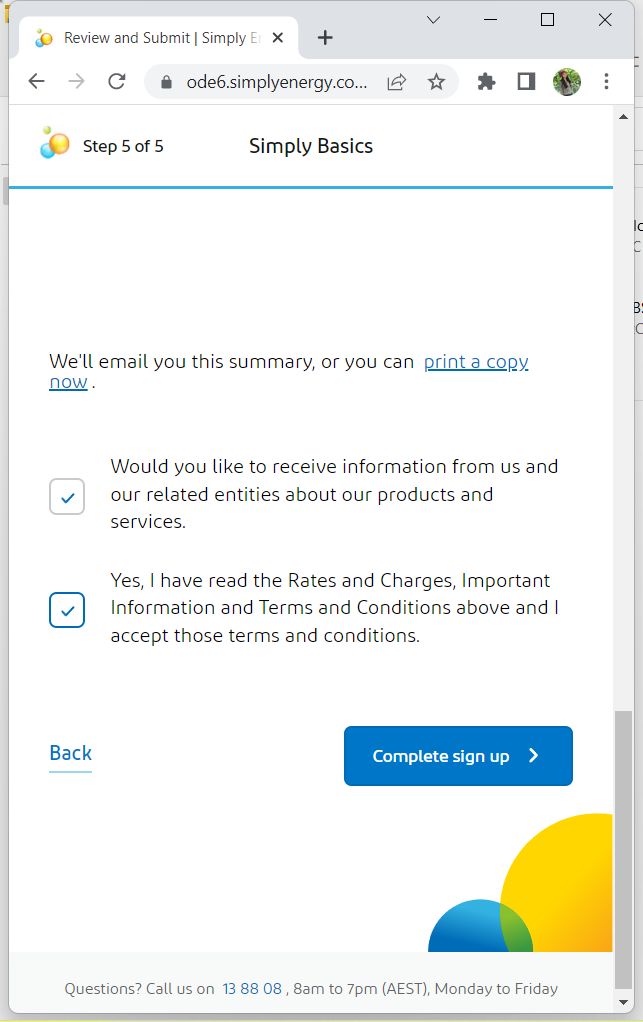 Review and Submit | Simply E
ode6.simplyenergy.co...
Step 5 of 5
Simply Basics
We'll email you this summary, or you can print a copy
now .
Would you like to receive information from us and
our related entities about our products and
services.
Yes, I have read the Rates and Charges, Important
Information and Terms and Conditions above and I
accept those terms and conditions.
Back
Complete sign up
Questions? Call us on 13 88 08 , 8am to 7pm (AEST), Monday to Friday